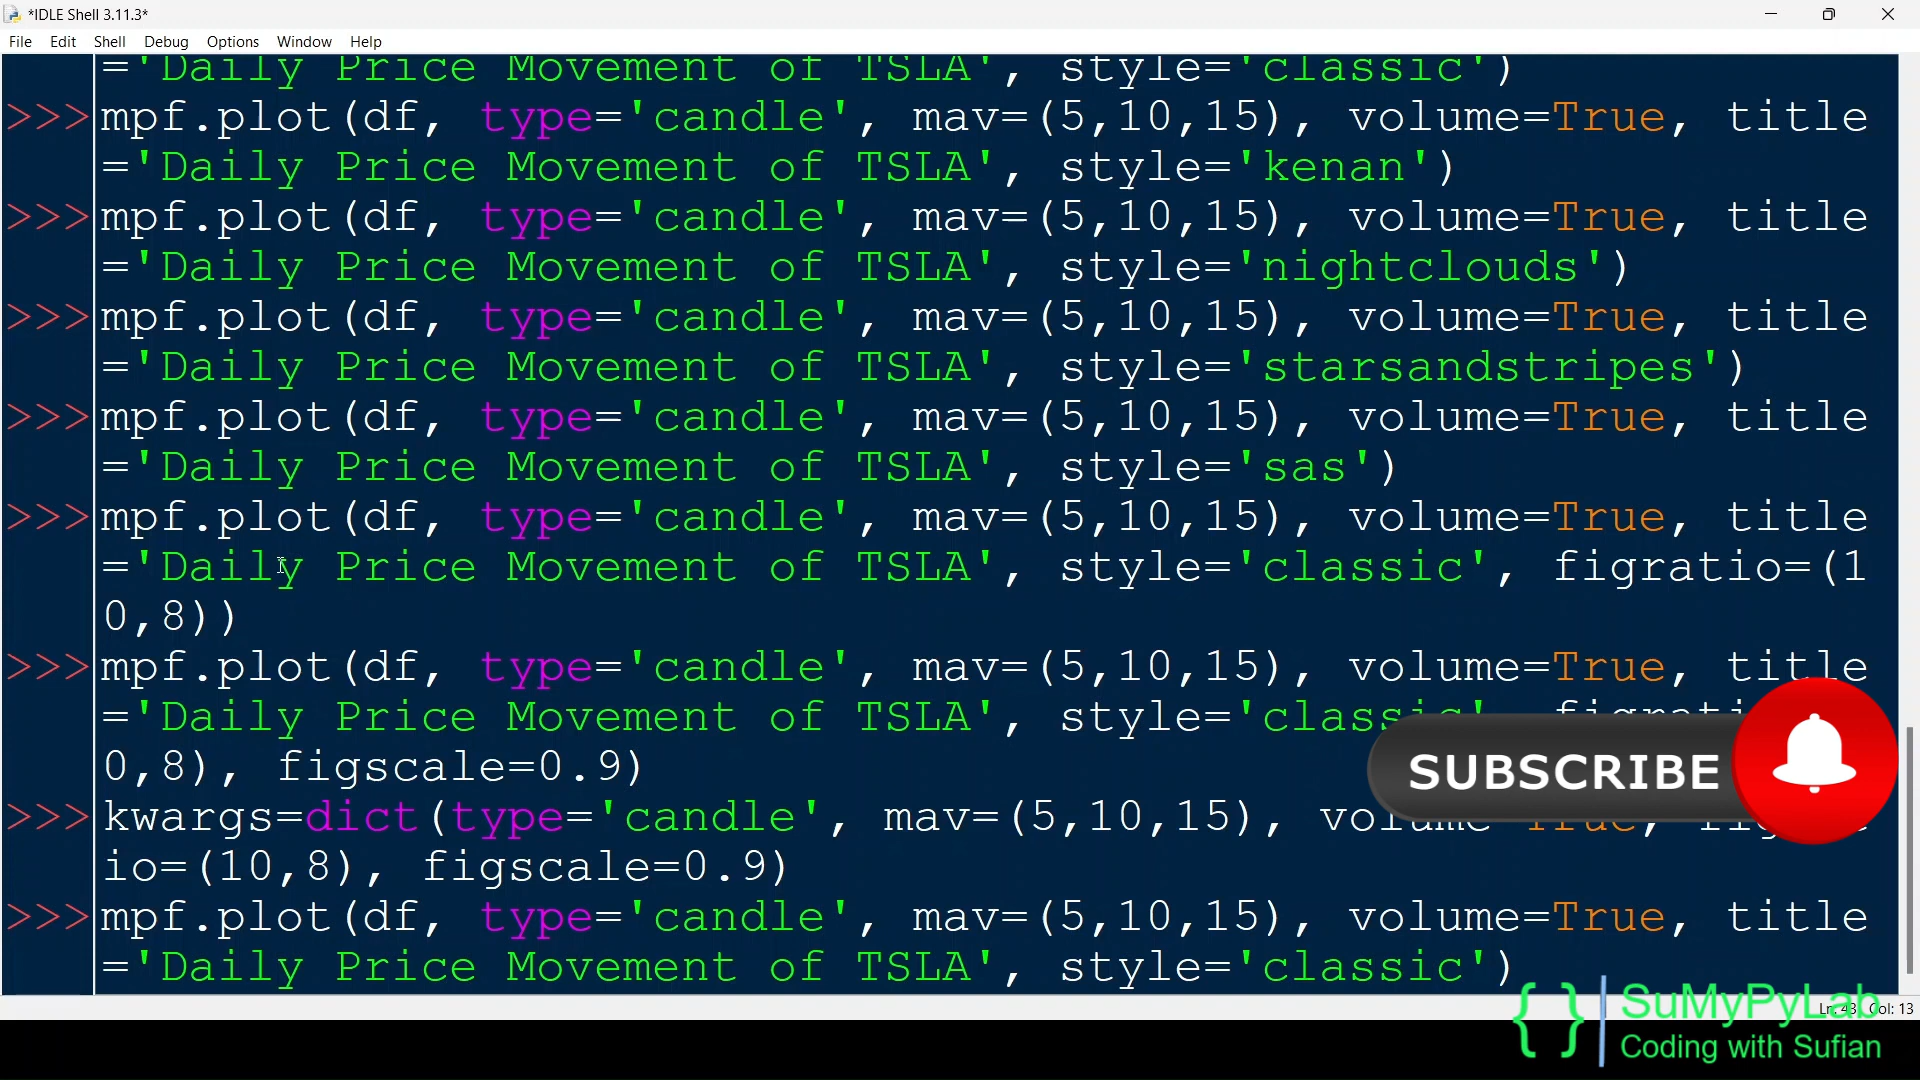 *IDLE Shell 3.11.3*
File Edit Shell Debug Options Window Help
='Daily Price Movement of TSLA', style='classic')
>>> mpf.plot(df, type='candle', mav=(5,10,15), volume=True, title
='Daily Price Movement of TSLA', style='kenan')
>>> mpf.plot(df, type='candle', mav=(5,10,15), volume=True, title
='Daily Price Movement of TSLA', style='nightclouds')
>>> mpf.plot(df, type='candle', mav=(5,10,15), volume=True, title
='Daily Price Movement of TSLA', style='starsandstripes')
>>> mpf.plot(df, type='candle', mav=(5,10,15), volume=True, title
='Daily Price Movement of TSLA', style='sas')
>>> mpf.plot(df, type='candle', mav=(5,10,15), volume=True, title
='Daily Price Movement of TSLA', style='classic', figratio=(1
0,8))
>>> mpf.plot(df, type='candle', mav=(5,10,15), volume=True, title
='Daily Price Movement of TSLA', style='classic'
0,8), figscale=0.9)
SUBSCRIBE
>>> kwargs=dict(type='candle', mav=(5,10,15), volume=True,
io=(10,8), figscale=0.9)
>>> mpf.plot(df, type='candle', mav=(5,10,15), volume=True, title
='Daily Price Movement of TSLA', style='classic')
Ln: 43 Col: 13
{ } SuMyPyLab
Coding with Sufian